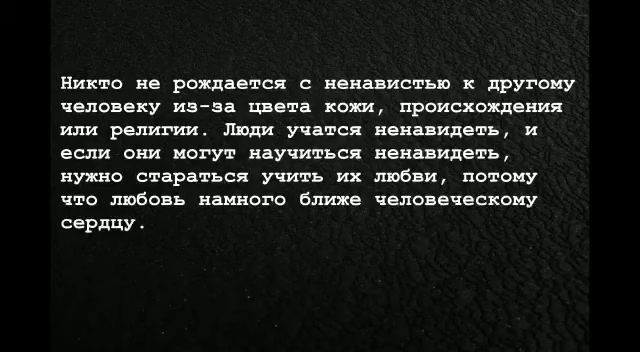 Никто не рождается с ненавистью к другому
человеку из-за цвета кожи, происхождения
или религии. Люди учатся ненавидеть, и
если они могут научиться ненавидеть,
нужно стараться учить их любви, потому
что любовь намного ближе человеческому
сердцу.